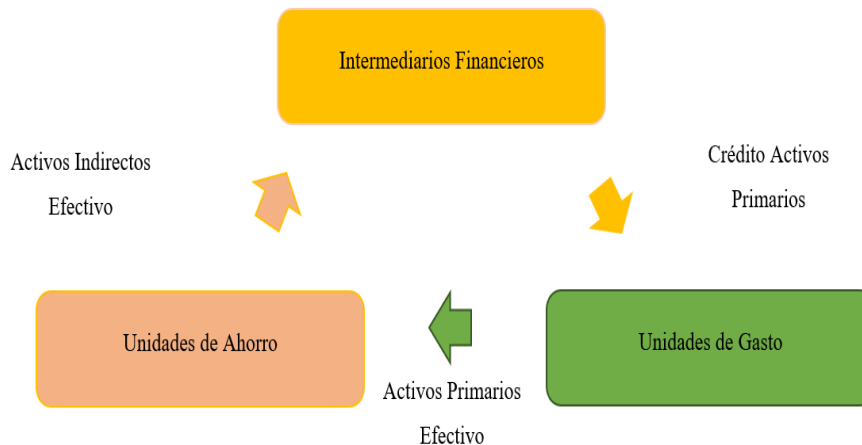 Intermediarios Financieros
Activos Indirectos
Efectivo
Crédito Activos
Primarios
Unidades de Ahorro
Unidades de Gasto
Activos Primarios
Efectivo